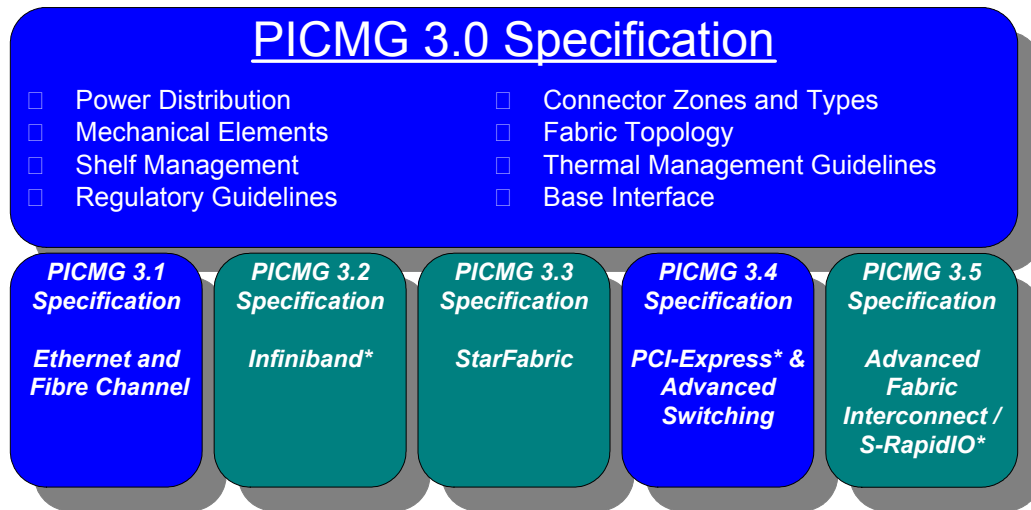 PICMG 3.0 Specification
Power Distribution
Mechanical Elements
Shelf Management
Regulatory Guidelines
Connector Zones and Types
Fabric Topology
Thermal Management Guidelines
Base Interface
PICMG 3.1
Specification
Ethernet and
Fibre Channel
PICMG 3.2
Specification
Infiniband*
PICMG 3.3
Specification
StarFabric
PICMG 3.4
Specification
PCI-Express* &
Advanced
Switching
PICMG 3.5
Specification
Advanced
Fabric
Interconnect /
S-RapidIO*